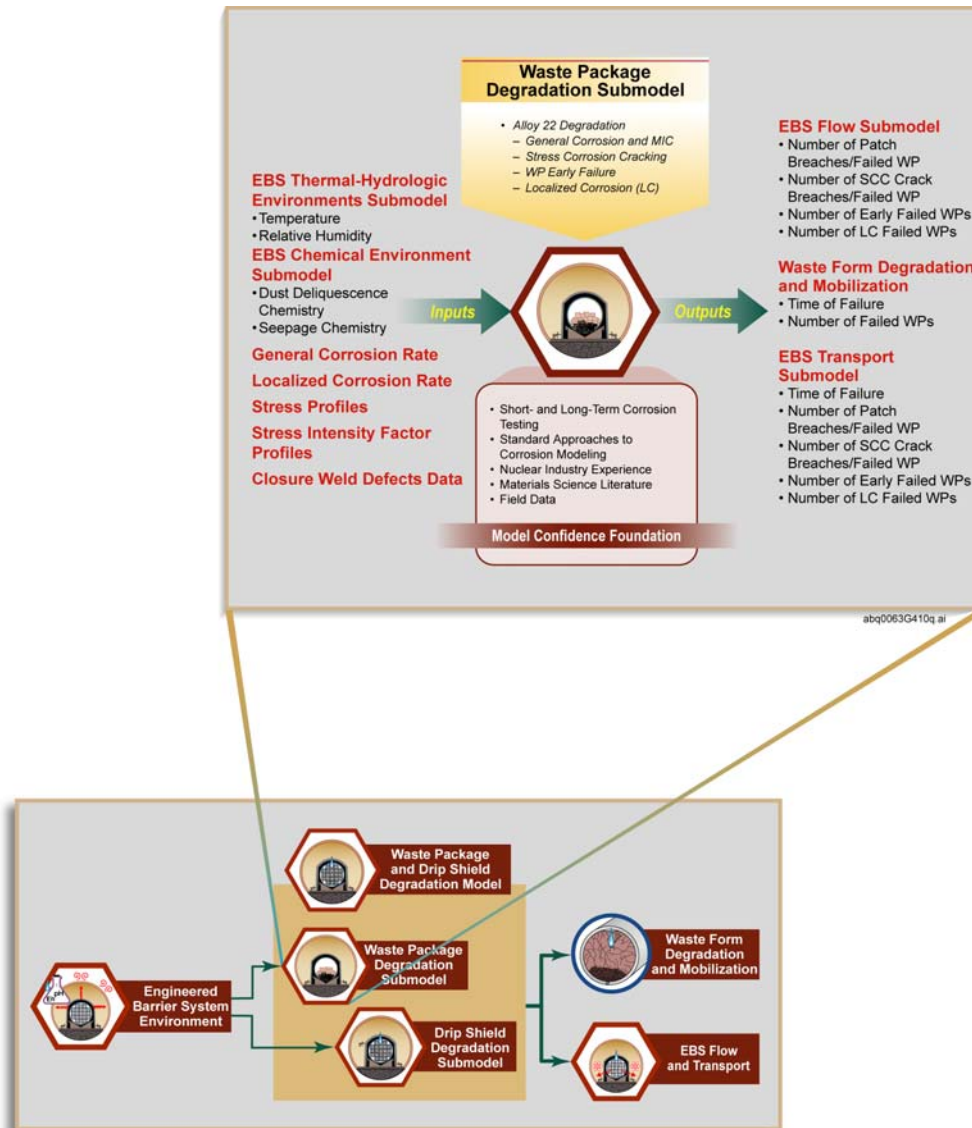 Waste Package
Degradation Submodel
• Alloy 22 Degradation
– General Corrosion and MIC
– Stress Corrosion Cracking
– WP Early Failure
– Localized Corrosion (LC)
EBS Thermal-Hydrologic
Environments Submodel
• Temperature
• Relative Humidity
EBS Chemical Environment
Submodel
• Dust Deliquescence
Chemistry
• Seepage Chemistry
General Corrosion Rate
Localized Corrosion Rate
Stress Profiles
Stress Intensity Factor
Profiles
Closure Weld Defects Data
Inputs
Outputs
EBS Flow Submodel
• Number of Patch
Breaches/Failed WP
• Number of SCC Crack
Breaches/Failed WP
• Number of Early Failed WPs
• Number of LC Failed WPs
Waste Form Degradation
and Mobilization
• Time of Failure
• Number of Failed WPs
EBS Transport
Submodel
• Time of Failure
• Number of Patch
Breaches/Failed WP
• Number of SCC Crack
Breaches/Failed WP
• Number of Early Failed WPs
• Number of LC Failed WPs
• Short- and Long-Term Corrosion
Testing
• Standard Approaches to
Corrosion Modeling
• Nuclear Industry Experience
• Materials Science Literature
• Field Data
Model Confidence Foundation
abq0063G410q.ai
Waste Package
and Drip Shield
Degradation Model
Waste Package
Degradation
Submodel
Engineered
Barrier System
Environment
pH
Eh
Drip Shield
Degradation
Submodel
Waste Form
Degradation
and Mobilization
EBS Flow
and Transport